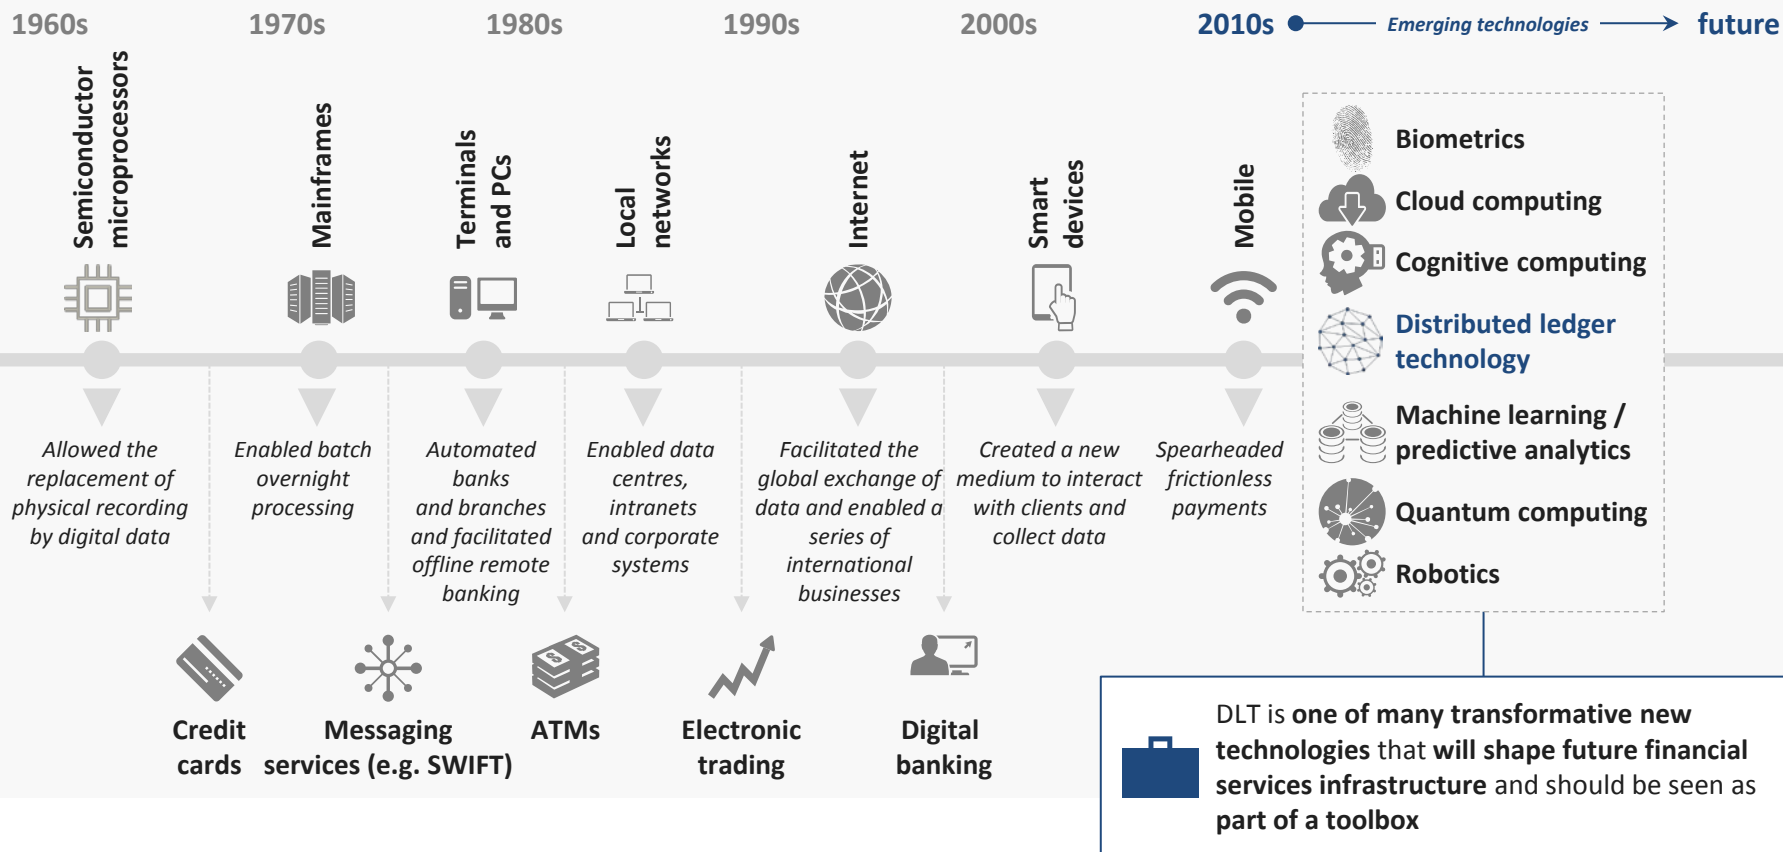 1960s
1970s
1980s
1990s
2000s
2010s
Emerging technologies
future
Semiconductor
microprocessors
Mainframes
Terminals
and PCs
Local
networks
Internet
Smart
devices
Mobile
Allowed the
replacement of
physical recording
by digital data
Enabled batch
overnight
processing
Automated
banks
and branches
and facilitated
offline remote
banking
Enabled data
centres,
intranets
and corporate
systems
Facilitated the
global exchange of
data and enabled a
series of
international
businesses
Created a new
medium to interact
with clients and
collect data
Spearheaded
frictionless
payments
Credit
cards
Messaging
services (e.g. SWIFT)
ATMs
Electronic
trading
Digital
banking
Biometrics
Cloud computing
Cognitive computing
Distributed ledger
technology
Machine learning /
predictive analytics
Quantum computing
Robotics
DLT is one of many transformative new
technologies that will shape future financial
services infrastructure and should be seen as
part of a toolbox